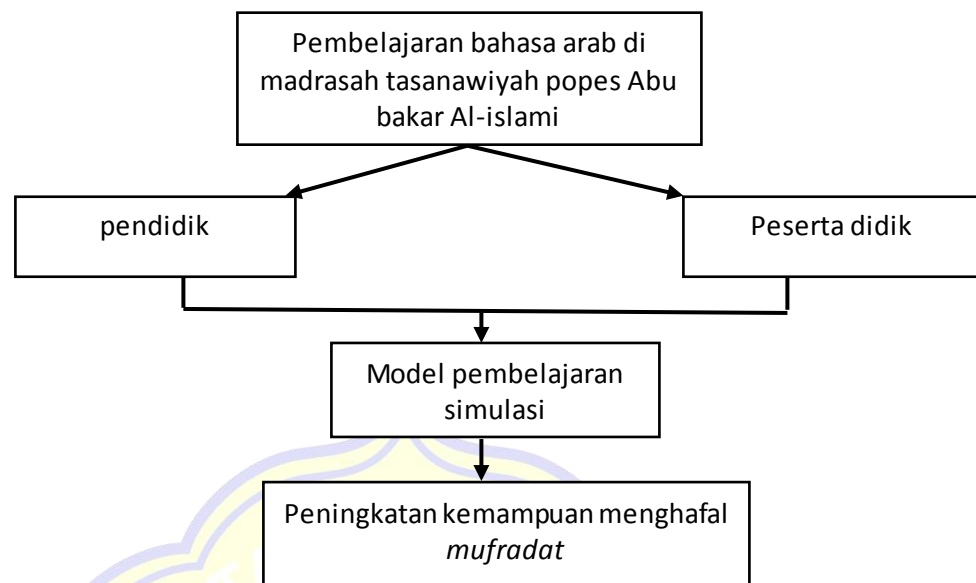 Pembelajaran bahasa arab di
madrasah tasanawiyah popes Abu
bakar Al-islami
pendidik
Peserta didik
Model pembelajaran
simulasi
Peningkatan kemampuan menghafal
mufradat